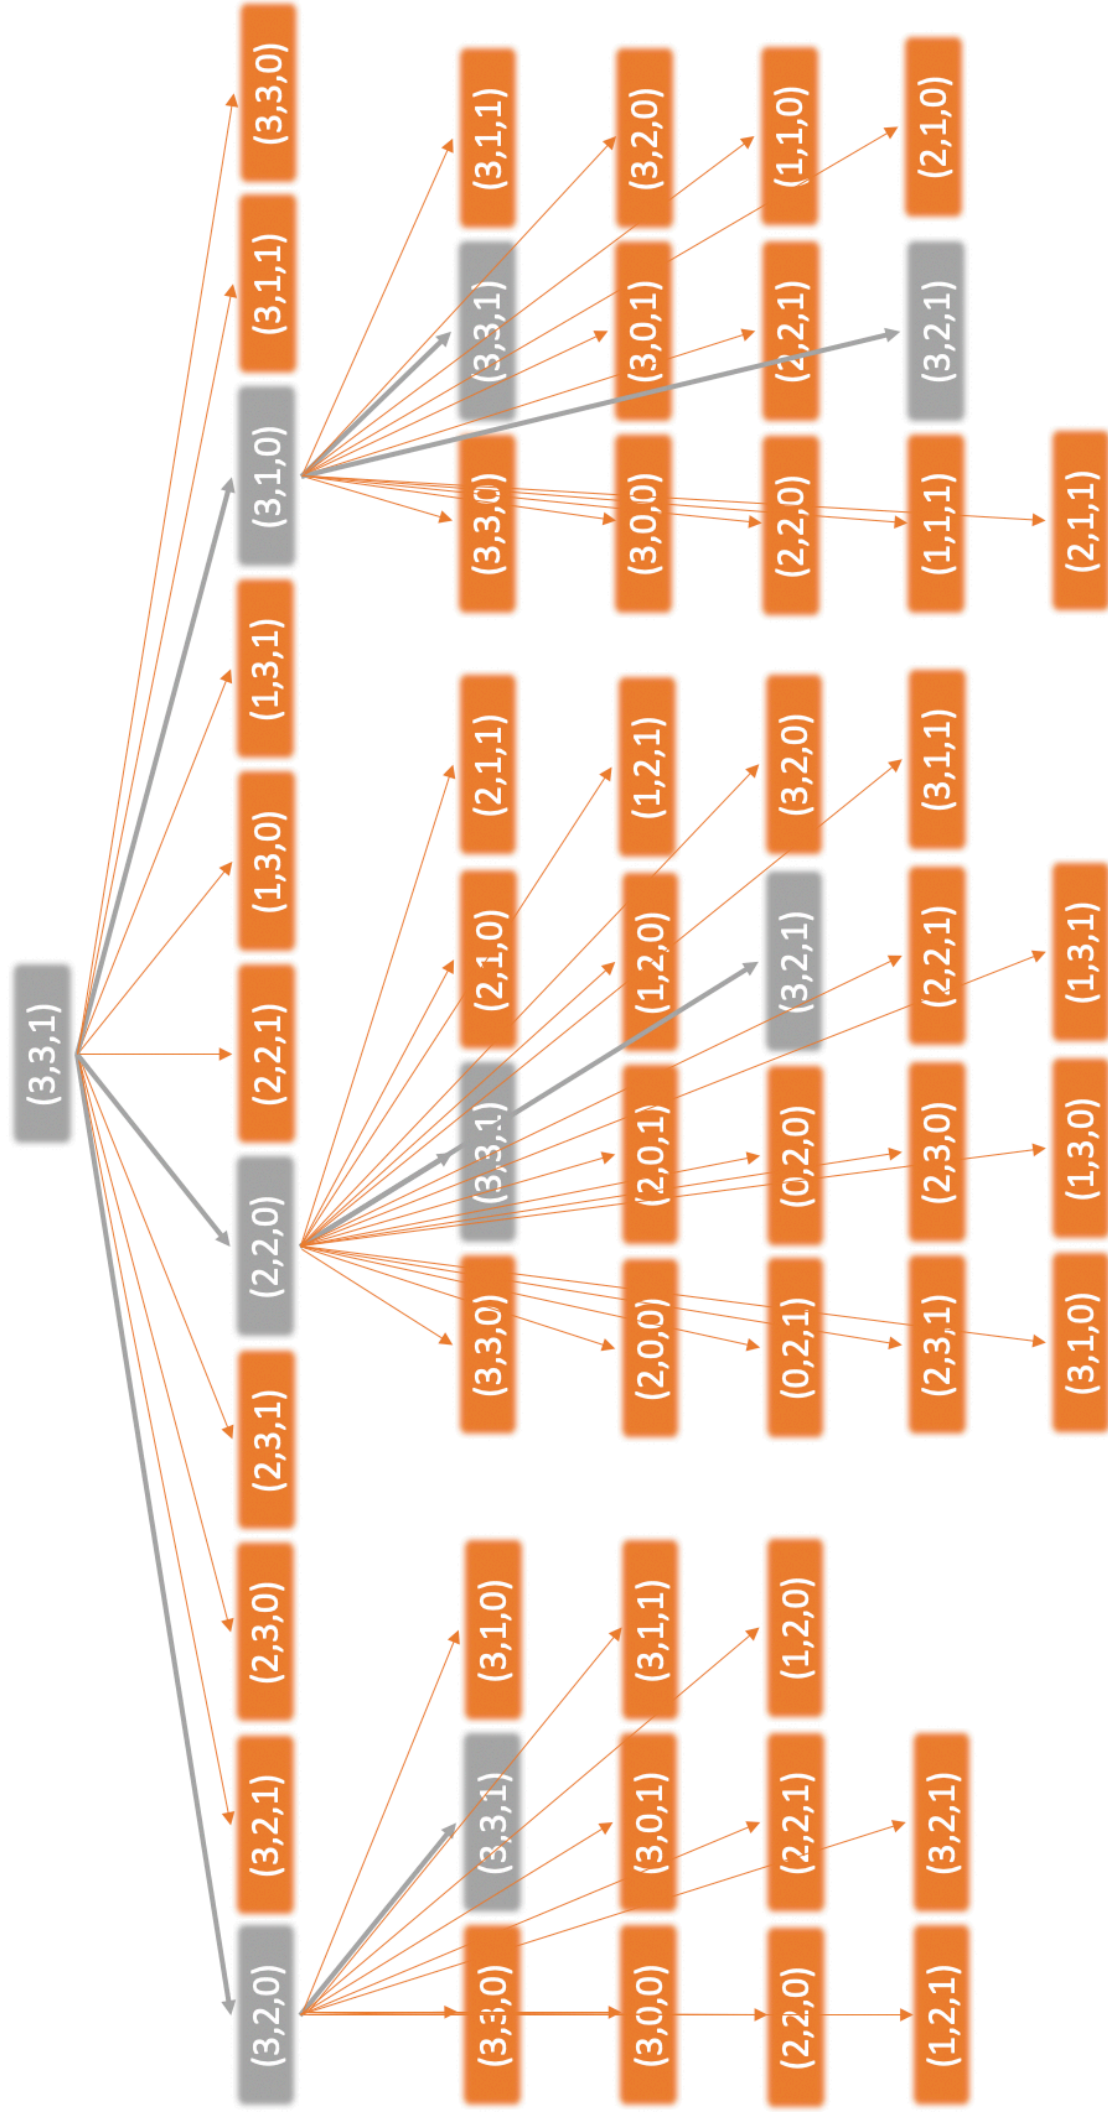 (3,3,1)
(3,2,0) (3,2,1) (2,3,0) (2,3,1) (2,2,0) (2,2,1) (1,3,0) (1,3,1) (3,1,0) (3,1,1) (3,3,0)
(3,3,0) (3,3,1) (3,1,0) (3,3,0) (3,3,1) (2,1,0) (2,1,1) (3,3,0) (3,3,1) (3,1,1)
(3,0,0) (3,0,1) (3,1,1) (2,0,0) (2,0,1) (1,2,0) (1,2,1) (3,0,0) (3,0,1) (3,2,0)
(2,2,0) (2,2,1) (1,2,0) (0,2,1) (0,2,0) (3,2,1) (3,2,0) (2,2,0) (2,2,1) (1,1,0)
(1,2,1) (3,2,1) (2,3,1) (2,3,0) (2,2,1) (3,1,1) (1,1,1) (3,2,1) (2,1,0)
(3,1,0) (1,3,0) (1,3,1) (2,1,1)